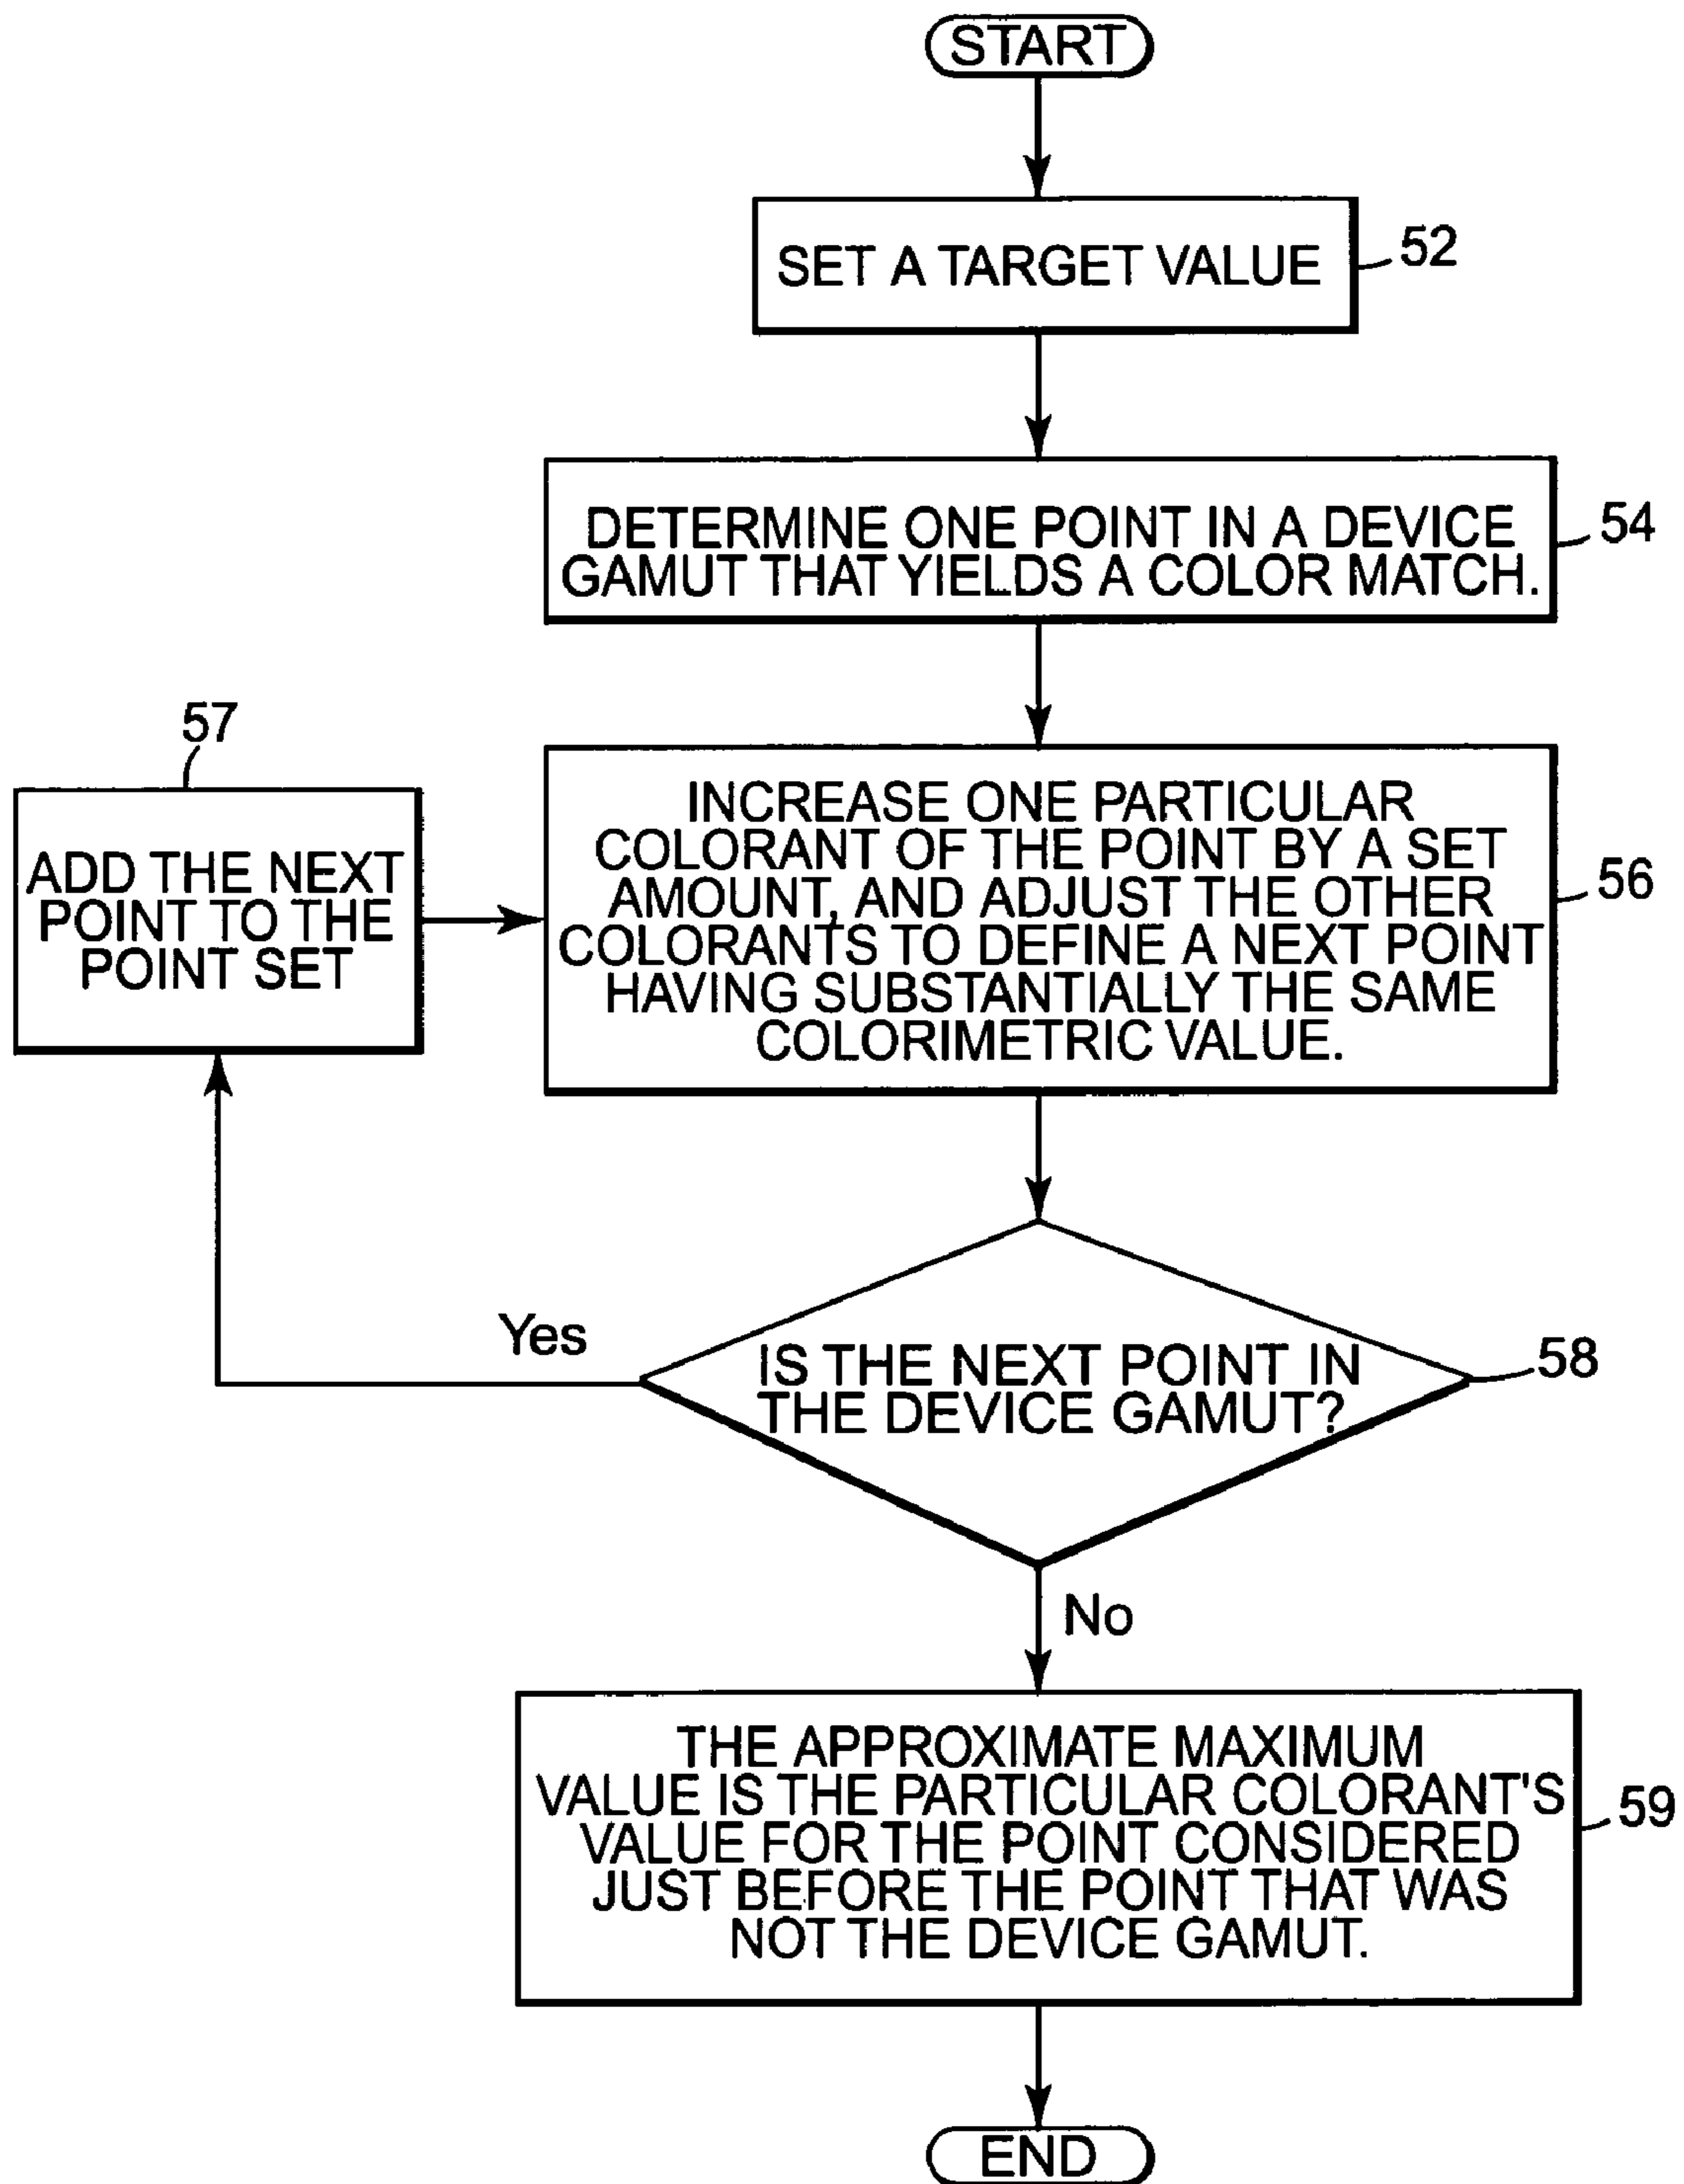 START
SET A TARGET VALUE
52
DETERMINE ONE POINT IN A DEVICE
GAMUT THAT YIELDS A COLOR MATCH.
54
57
ADD THE NEXT
POINT TO THE
POINT SET
INCREASE ONE PARTICULAR
COLORANT OF THE POINT BY A SET
AMOUNT, AND ADJUST THE OTHER
COLORANTS TO DEFINE A NEXT POINT
HAVING SUBSTANTIALLY THE SAME
COLORIMETRIC VALUE.
56
Yes
IS THE NEXT POINT IN
THE DEVICE GAMUT?
58
No
THE APPROXIMATE MAXIMUM
VALUE IS THE PARTICULAR COLORANT'S
VALUE FOR THE POINT CONSIDERED
JUST BEFORE THE POINT THAT WAS
NOT THE DEVICE GAMUT.
59
END